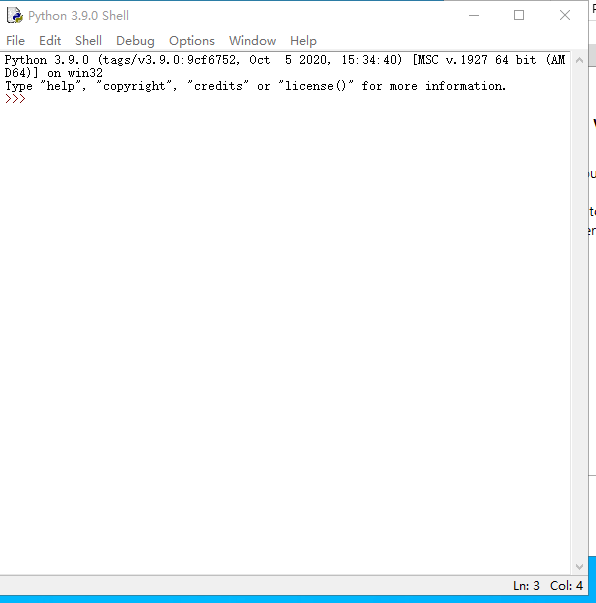 Python 3.9.0 Shell
File Edit Shell Debug Options Window Help
Python 3.9.0 (tags/v3.9.0:9cf6752, Oct  5 2020, 15:34:40) [MSC v.1927 64 bit (AM
D64)] on win32
Type "help", "copyright", "credits" or "license()" for more information.
>>>
Ln: 3 Col: 4